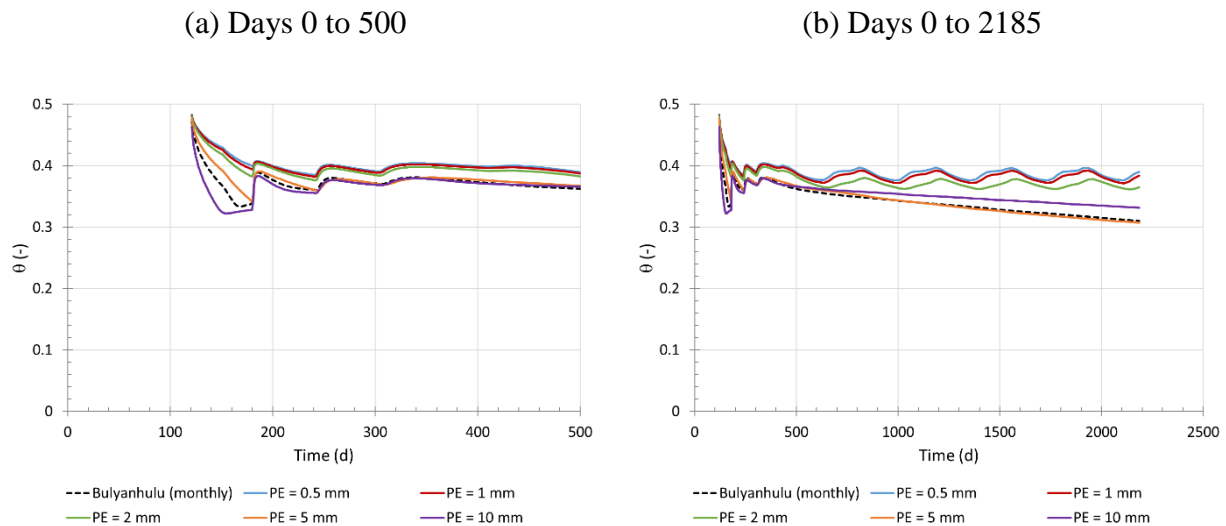 (a) Days 0 to 500
(b) Days 0 to 2185
0.5
0.4
0.3
0.2
0.1
0
θ (-)
0 100 200 300 400 500
Time (d)
Bulyanhulu (monthly) PE = 0.5 mm PE = 1 mm
PE = 2 mm PE = 5 mm PE = 10 mm
0.5
0.4
0.3
0.2
0.1
0
θ (-)
0 500 1000 1500 2000 2500
Time (d)
Bulyanhulu (monthly) PE = 0.5 mm PE = 1 mm
PE = 2 mm PE = 5 mm PE = 10 mm